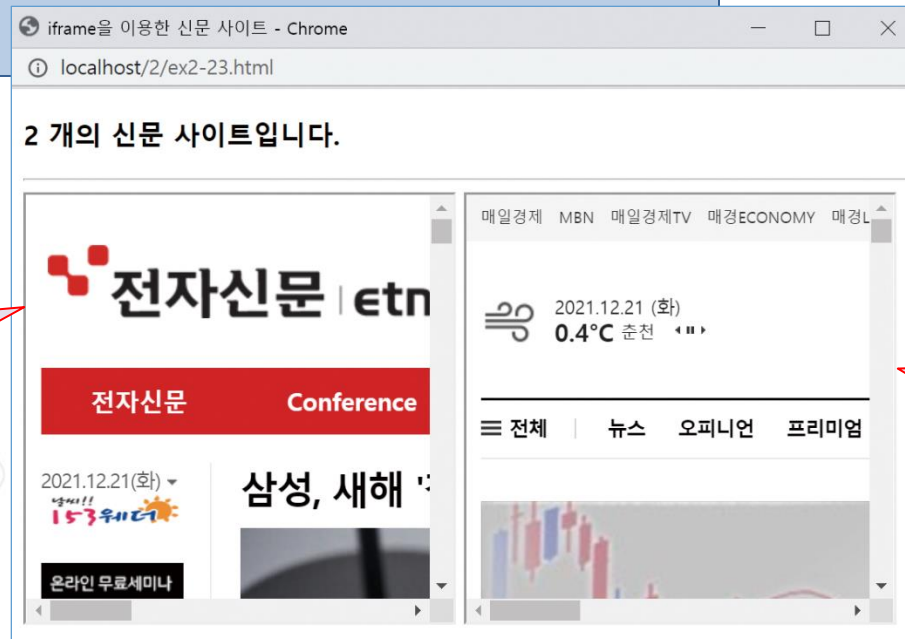 iframe을 이용한 신문 사이트 - Chrome
localhost/2/ex2-23.html
2 개의 신문 사이트입니다.
전자신문 | etn
전자신문 Conference
2021.12.21(화)
날씨!!
153웨더
삼성, 새해
온라인 무료세미나
매일경제 MBN 매일경제TV 매경ECONOMY 매경L
2021.12.21 (화)
0.4°C 춘천
전체 뉴스 오피니언 프리미엄